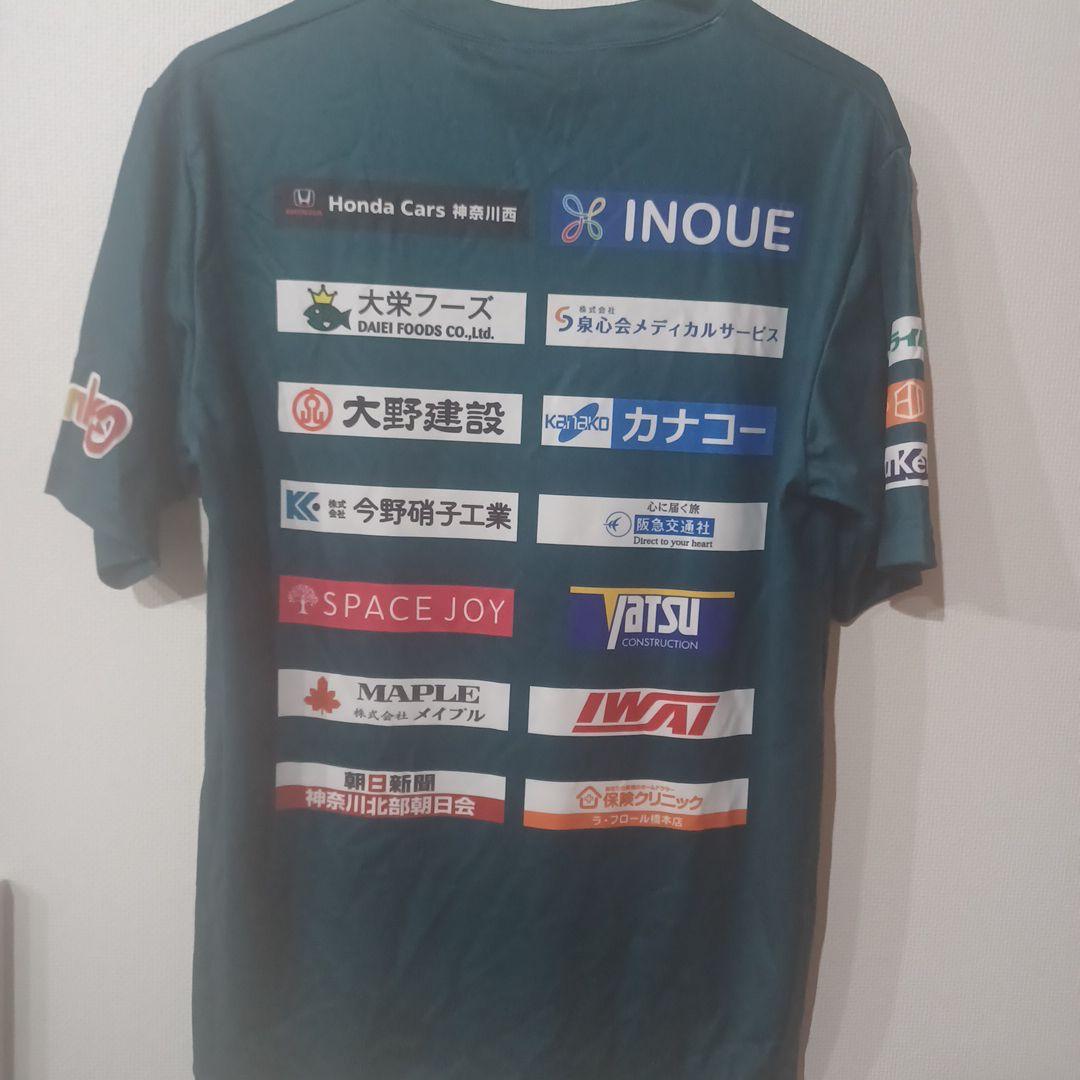 Honda Cars 神奈川西
INOUE
大栄フーズ
DAIEI FOODS CO.,Ltd.
株式会社
泉心会メディカルサービス
大野建設
Kanako カナコー
株式会社 今野硝子工業
心に届く旅
阪急交通社
Direct to your heart
SPACE JOY
YATSU
CONSTRUCTION
MAPLE
株式会社 メイプル
IWAI
朝日新聞
神奈川北部朝日会
保険クリニック
ラ・フロール橋本店